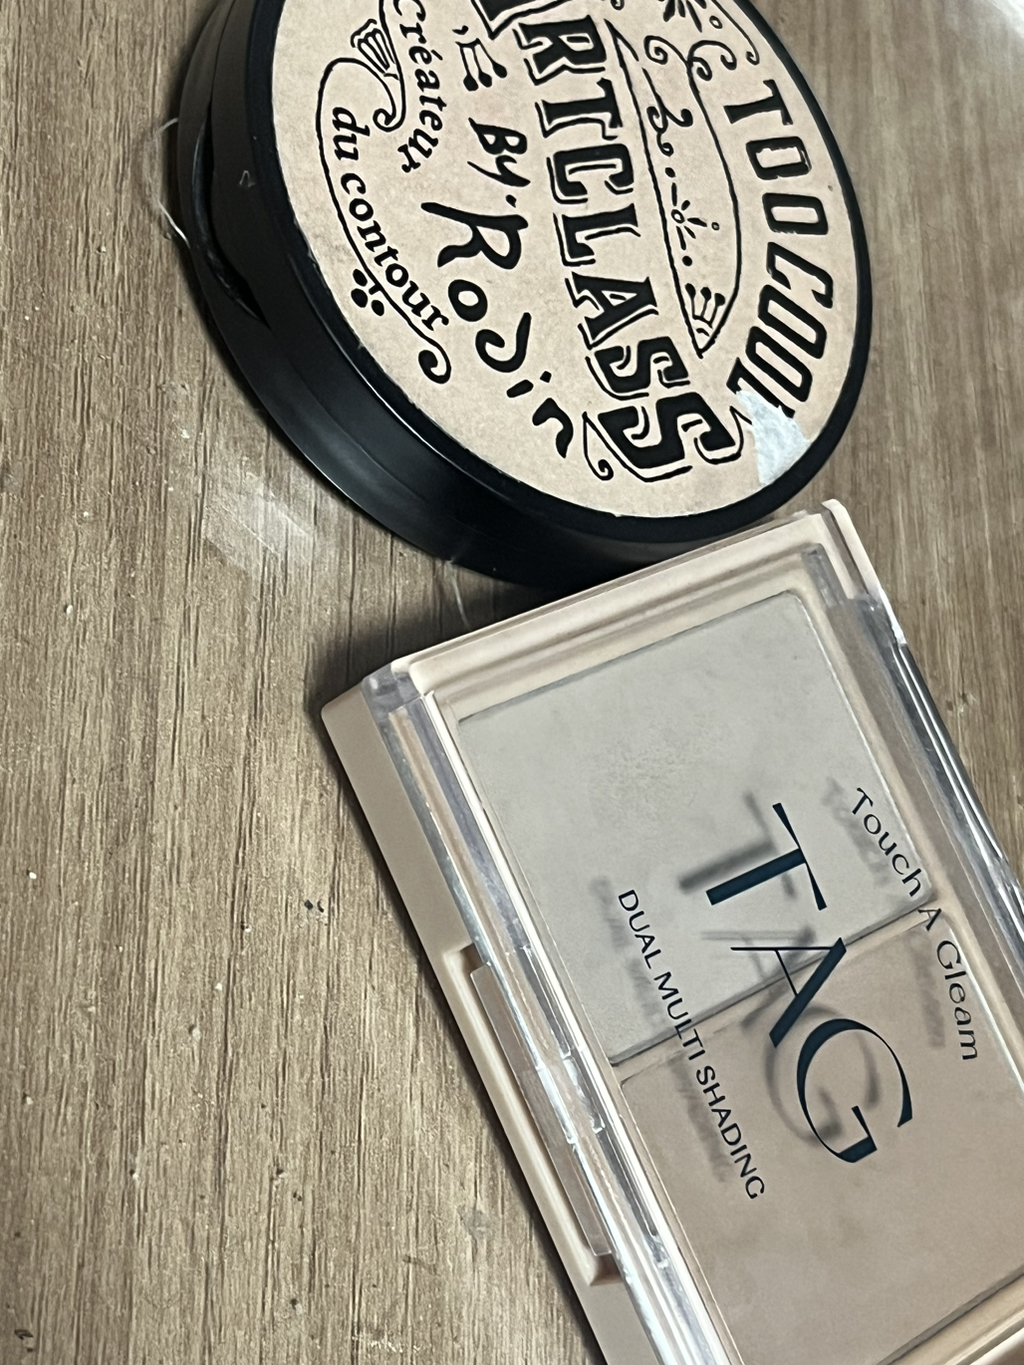 TOO COOL
ARTCLASS
BY. Rodin
Créateur
du contour
Touch A Gleam
TAG
DUAL MULTI SHADING